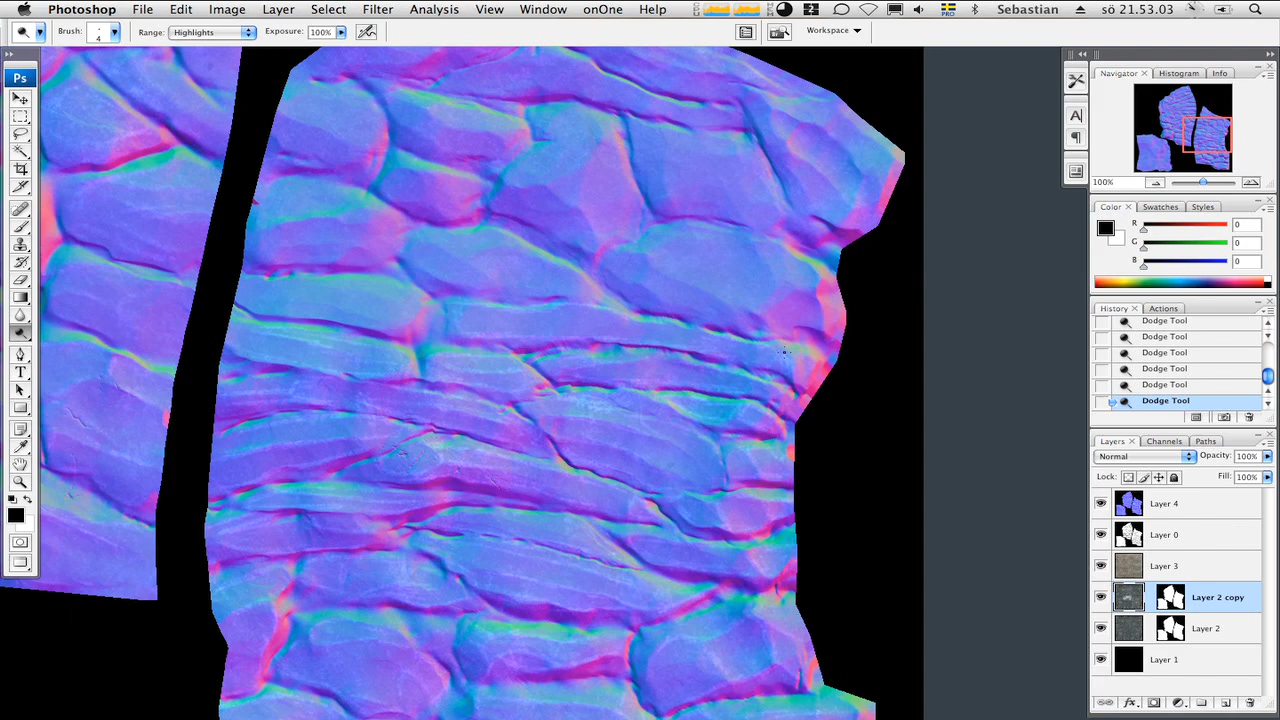 Photoshop File Edit Image Layer Select Filter Analysis View Window onOne Help PRO Sebastian sö 21.53.03
Brush: 4 Range: Highlights Exposure: 100% Workspace
Ps
Navigator Histogram Info
100%
Color Swatches Styles
R 0
G 0
B 0
History Actions
Dodge Tool
Dodge Tool
Dodge Tool
Dodge Tool
Dodge Tool
Dodge Tool
Layers Channels Paths
Normal Opacity: 100%
Lock: Fill: 100%
Layer 4
Layer 0
Layer 3
Layer 2 copy
Layer 2
Layer 1